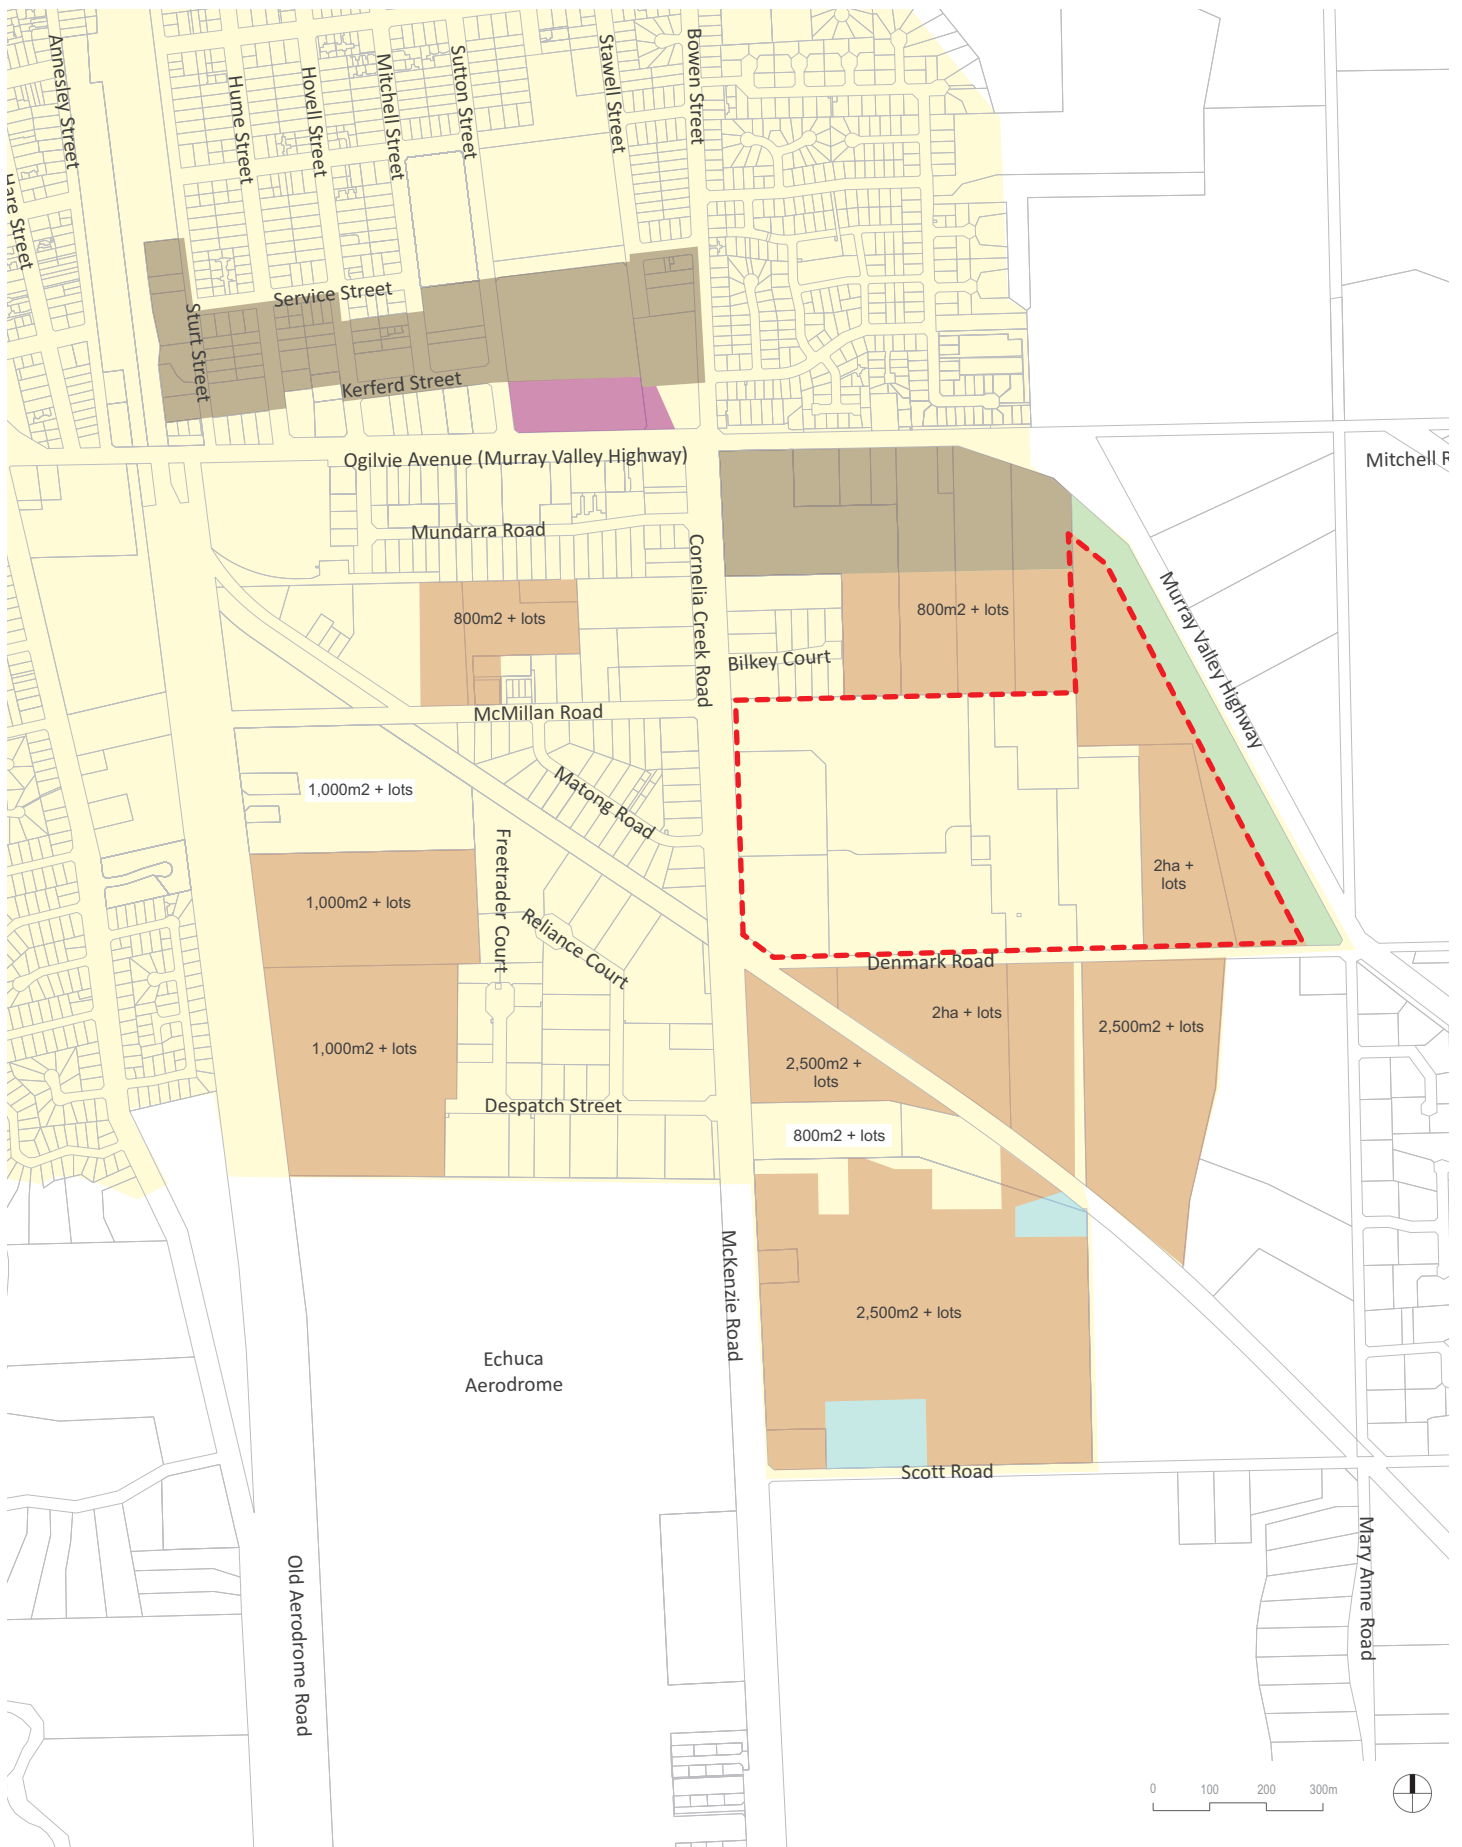 Annesley Street
Hare Street
Hume Street
Hovell Street
Mitchell Street
Sutton Street
Stawell Street
Bowen Street
Service Street
Sturt Street
Kerferd Street
Ogilvie Avenue (Murray Valley Highway)
Mitchell R
Mundarra Road
Cornelia Creek Road
Murray Valley Highway
800m2 + lots
800m2 + lots
Bilkey Court
McMillan Road
Matong Road
1,000m2 + lots
Freetrader Court
2ha +
lots
1,000m2 + lots
Reliance Court
Denmark Road
2ha + lots
2,500m2 + lots
1,000m2 + lots
2,500m2 +
lots
Despatch Street
800m2 + lots
McKenzie Road
2,500m2 + lots
Echuca
Aerodrome
Scott Road
Old Aerodrome Road
Mary Anne Road
0 100 200 300m